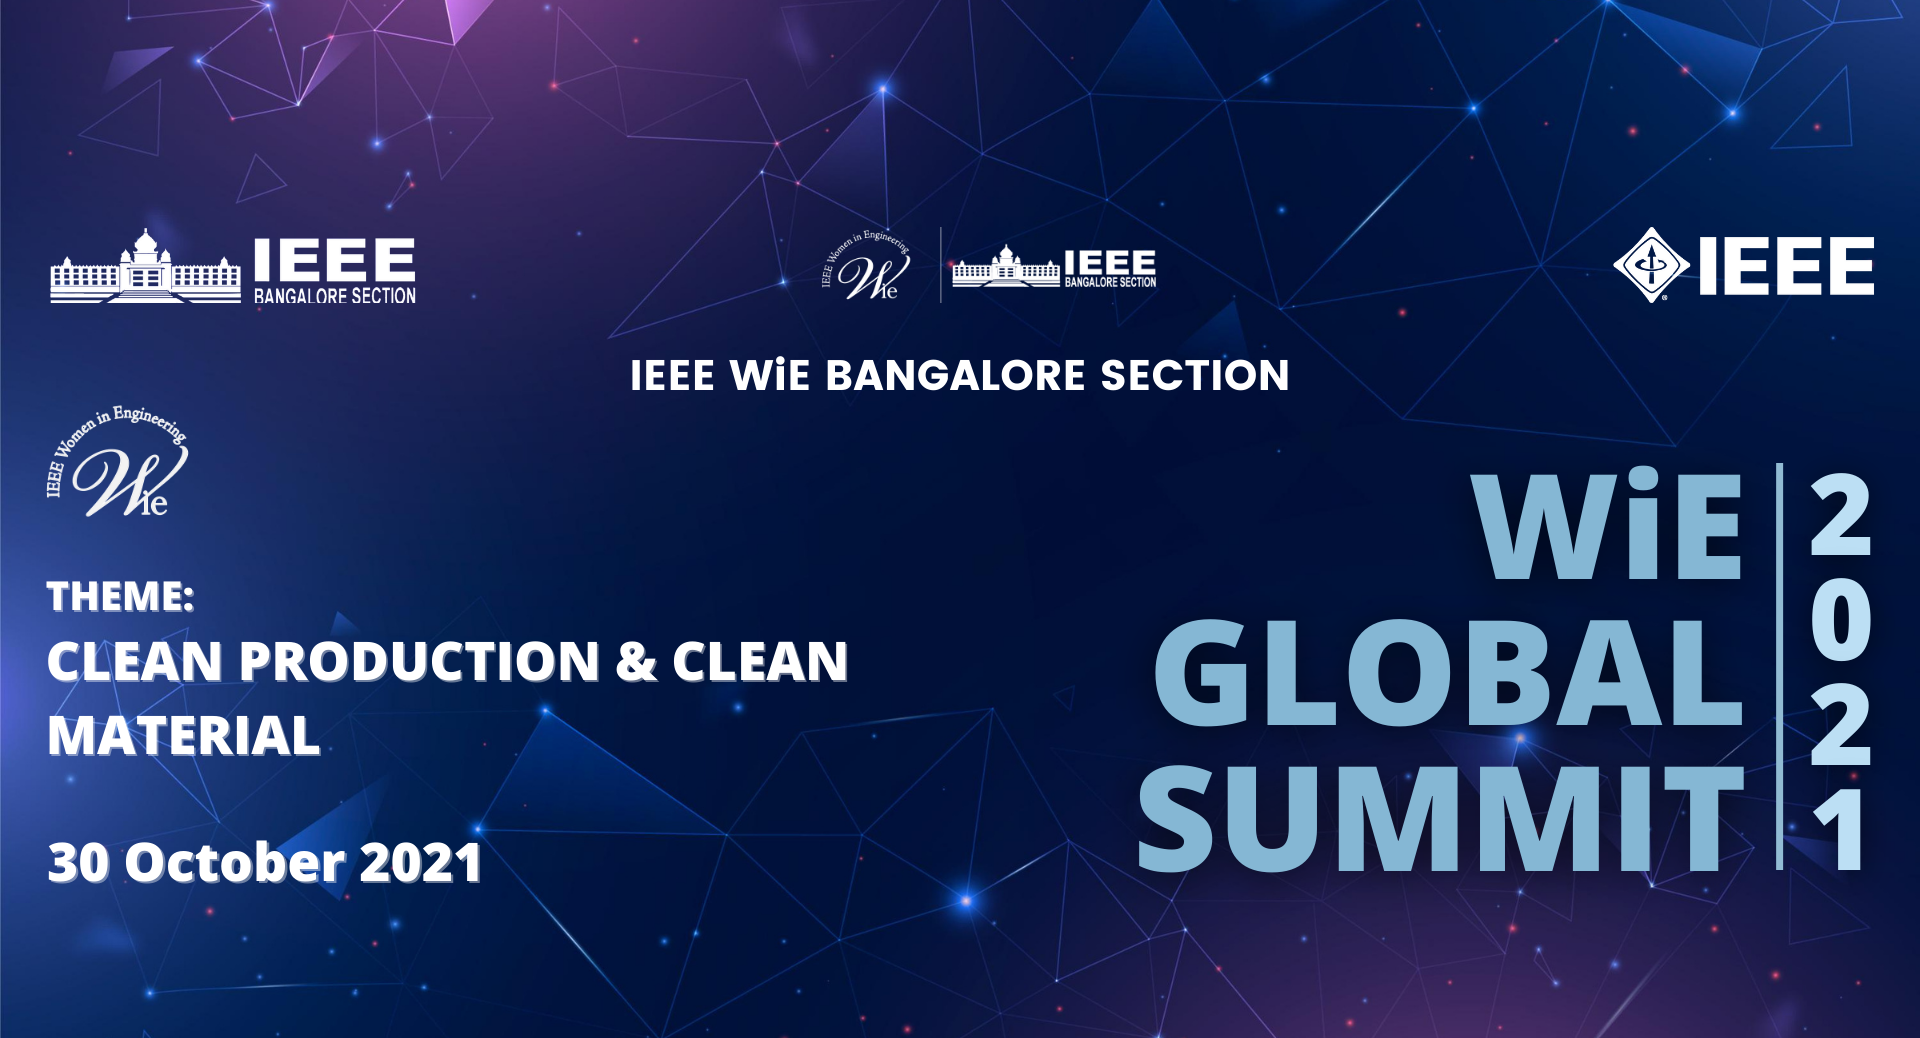 IEEE
BANGALORE SECTION
IEEE Women in Engineering
Wie
IEEE
BANGALORE SECTION
IEEE
®
IEEE WiE BANGALORE SECTION
IEEE Women in Engineering
Wie
THEME:
CLEAN PRODUCTION & CLEAN
MATERIAL
30 October 2021
WiE
GLOBAL
SUMMIT
2
0
2
1